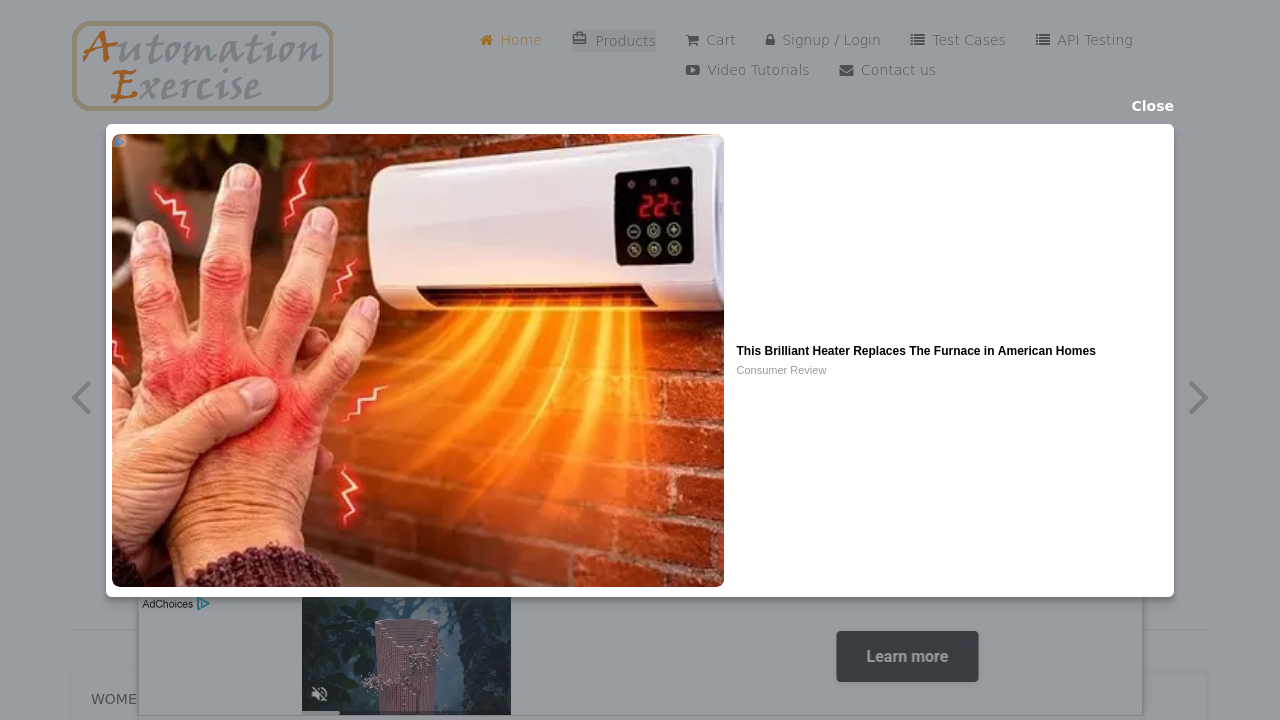 Automation
Exercise
Home
Products
Cart
Signup / Login
Test Cases
API Testing
Video Tutorials
Contact us
Close
22°C
This Brilliant Heater Replaces The Furnace in American Homes
Consumer Review
AdChoices
Learn more
WOME